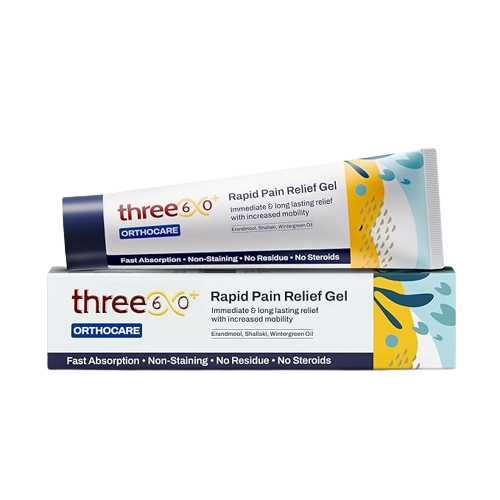 three60+
ORTHOCARE
Rapid Pain Relief Gel
Immediate & long lasting relief
with increased mobility
Erandmool, Shallaki, Wintergreen Oil
Fast Absorption • Non-Staining • No Residue • No Steroids
three60+
ORTHOCARE
Rapid Pain Relief Gel
Immediate & long lasting relief
with increased mobility
Erandmool, Shallaki, Wintergreen Oil
Fast Absorption • Non-Staining • No Residue • No Steroids